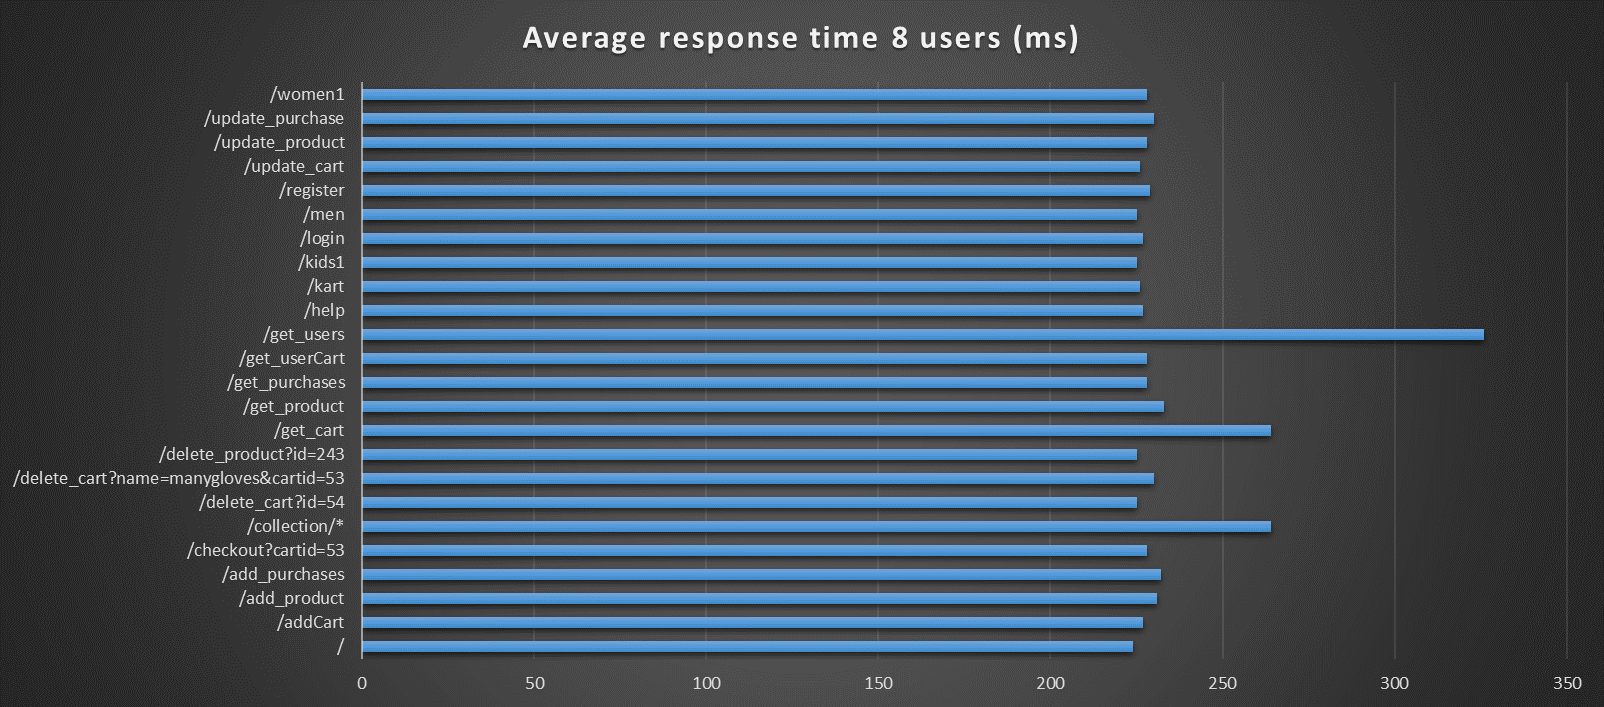 Average response time 8 users (ms)
/women1
/update_purchase
/update_product
/update_cart
/register
/men
/login
/kids1
/kart
/help
/get_users
/get_userCart
/get_purchases
/get_product
/get_cart
/delete_product?id=243
/delete_cart?name=manygloves&cartid=53
/delete_cart?id=54
/collection/*
/checkout?cartid=53
/add_purchases
/add_product
/addCart
/
0 50 100 150 200 250 300 350